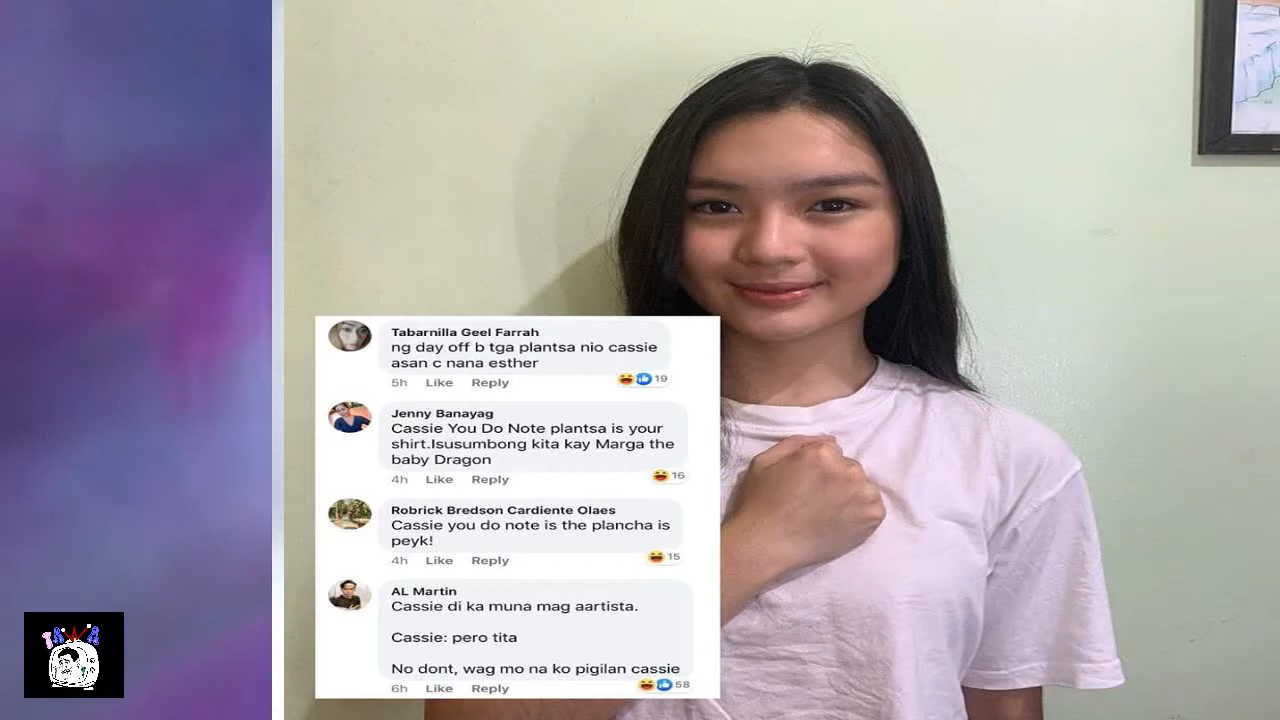 Tabarnilla Geel Farrah
ng day off b tga plantsa nio cassie
asan c nana esther
5h Like Reply 19
Jenny Banayag
Cassie You Do Note plantsa is your
shirt.Isusumbong kita kay Marga the
baby Dragon
4h Like Reply 16
Robrick Bredson Cardiente Olaes
Cassie you do note is the plancha is
peyk!
4h Like Reply 15
AL Martin
Cassie di ka muna mag aartista.
Cassie: pero tita
No dont, wag mo na ko pigilan cassie
6h Like Reply 58
TAWA